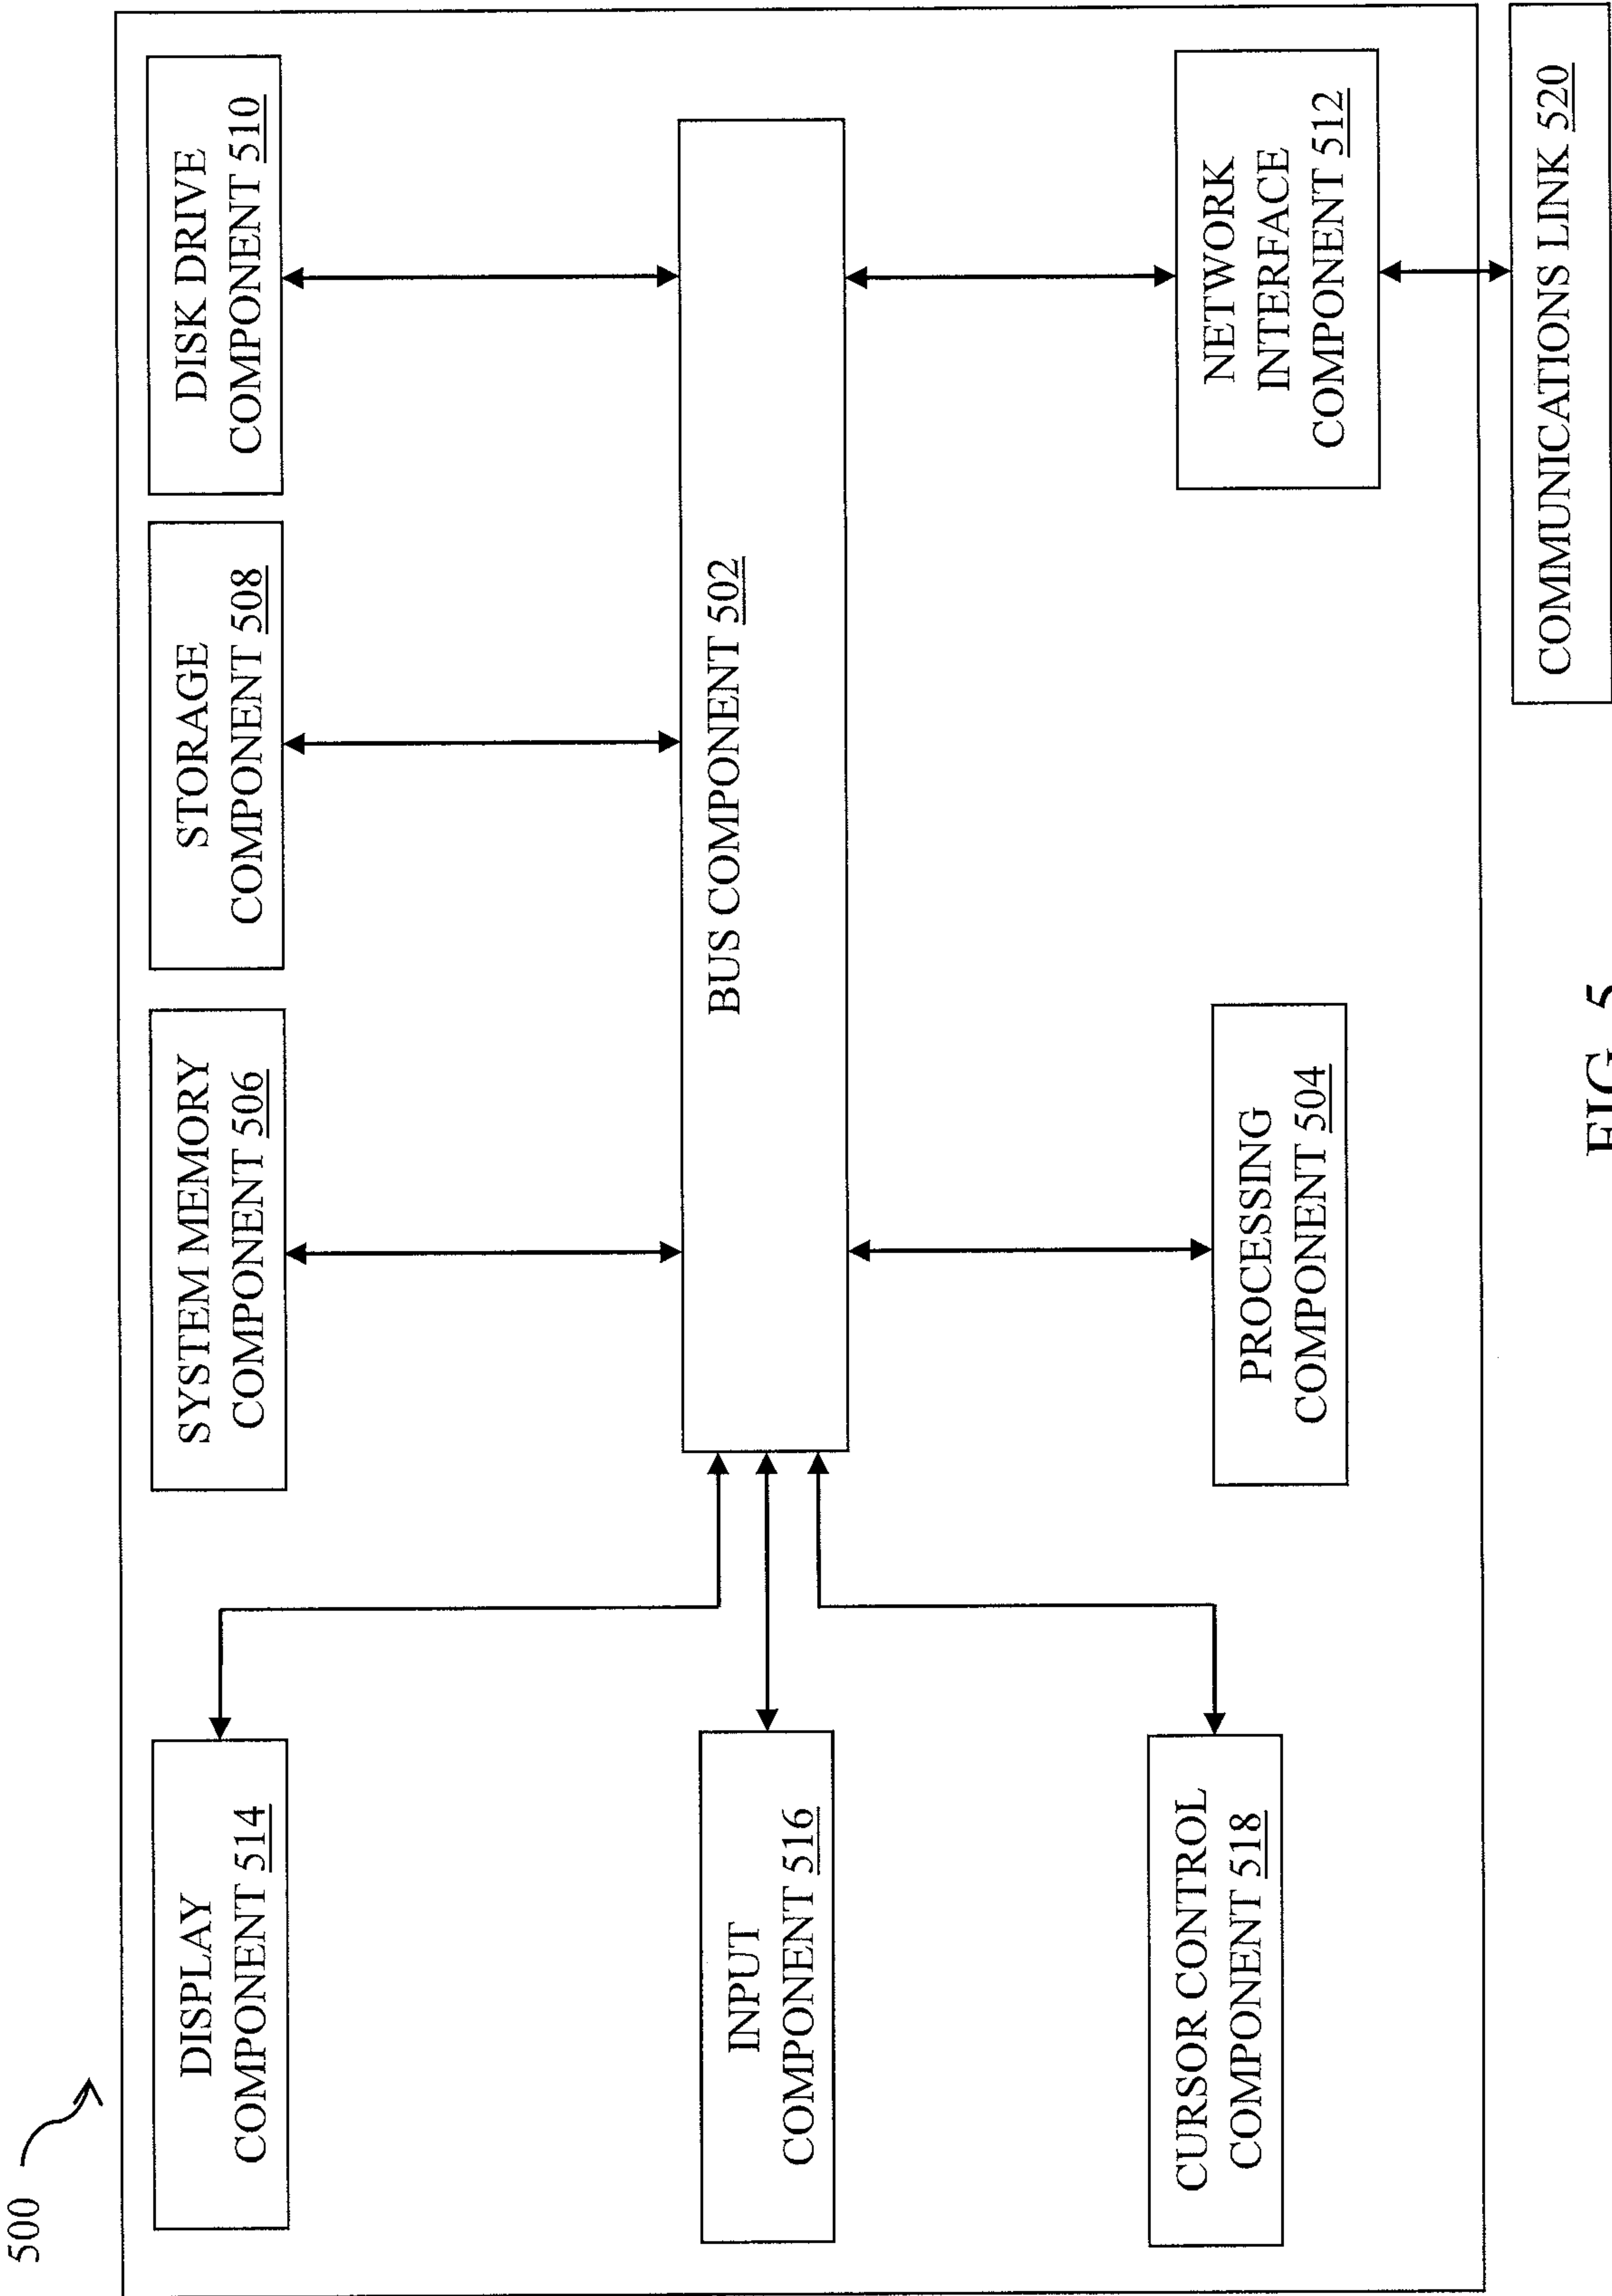 500
DISPLAY
COMPONENT 514
SYSTEM MEMORY
COMPONENT 506
STORAGE
COMPONENT 508
DISK DRIVE
COMPONENT 510
INPUT
COMPONENT 516
BUS COMPONENT 502
CURSOR CONTROL
COMPONENT 518
PROCESSING
COMPONENT 504
NETWORK
INTERFACE
COMPONENT 512
COMMUNICATIONS LINK 520
FIG. 5